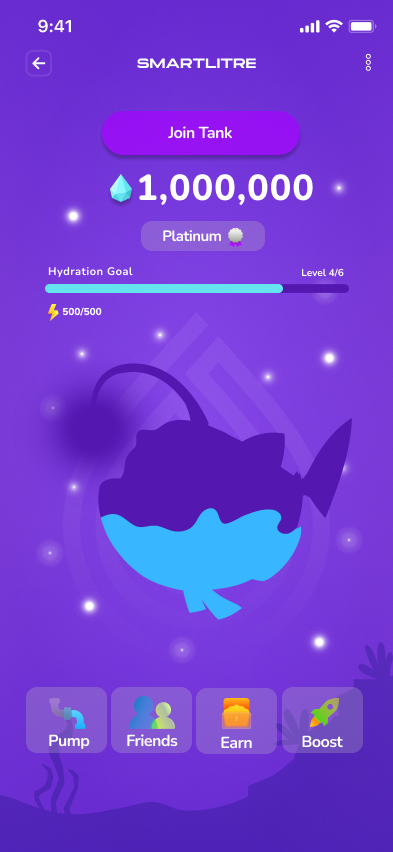 9:41
SMARTLITRE
Join Tank
1,000,000
Platinum
Hydration Goal
Level 4/6
500/500
Pump
Friends
Earn
Boost